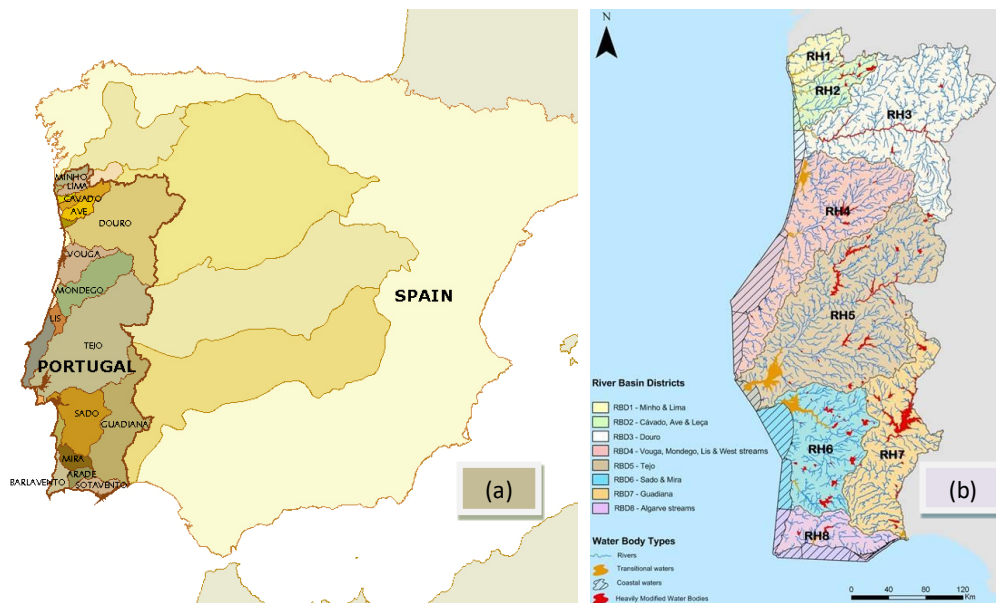 MINHO
LIMA
CAVADO
AVE
DOURO
VOUGA
MONDEGO
LIS
TEJO
PORTUGAL
SPAIN
SADO
GUADIANA
MIRA
ARADE
BARLAVENTO
SOTAVENTO
(a)
N
RH1
RH2
RH3
RH4
RH5
RH6
RH7
RH8
River Basin Districts
RBD1 - Minho & Lima
RBD2 - Cávado, Ave & Leça
RBD3 - Douro
RBD4 - Vouga, Mondego, Lis & West streams
RBD5 - Tejo
RBD6 - Sado & Mira
RBD7 - Guadiana
RBD8 - Algarve streams
Water Body Types
Rivers
Transitional waters
Coastal waters
Heavily Modified Water Bodies
(b)
0 40 80 120
Km